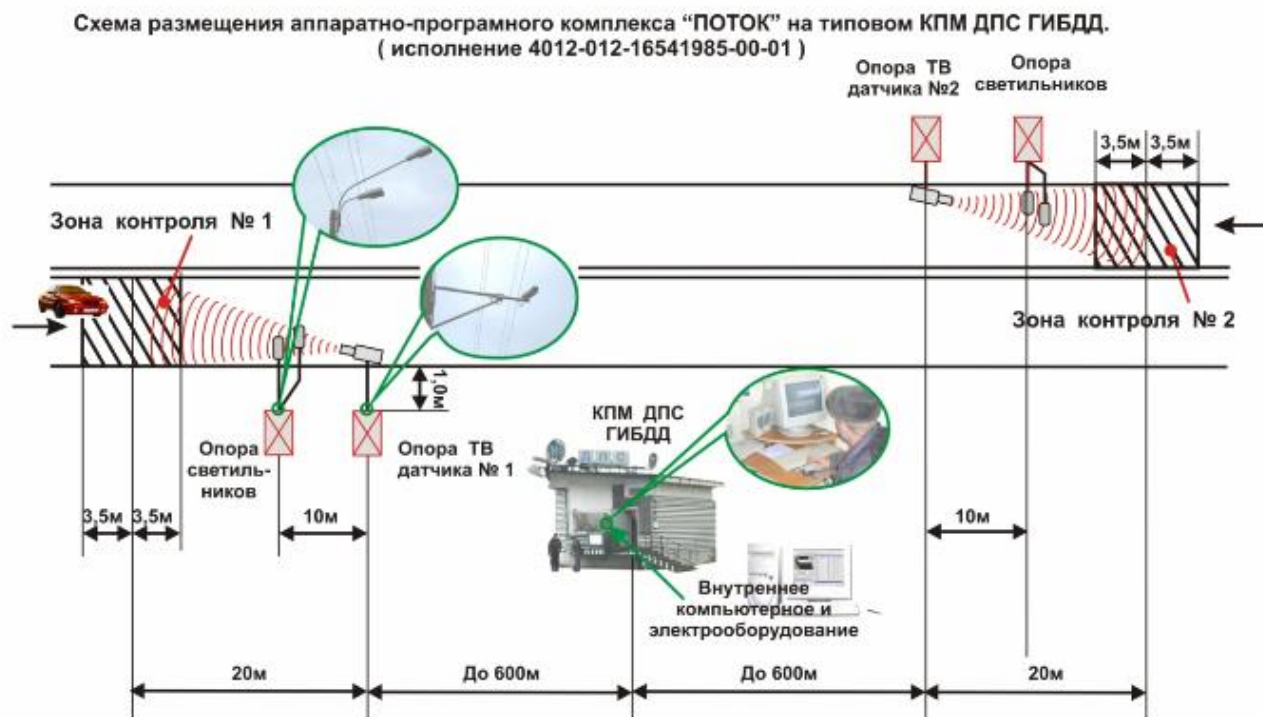 Схема размещения аппаратно-програмного комплекса “ПОТОК” на типовом КПМ ДПС ГИБДД.
( исполнение 4012-012-16541985-00-01 )
Опора ТВ
датчика №2
Опора
светильников
3,5м
3,5м
Зона контроля № 1
Зона контроля № 2
1,0м
КПМ ДПС
ГИБДД
Опора
светиль-
ников
Опора ТВ
датчика № 1
ДПС
3,5м
3,5м
10м
10м
Внутреннее
компьютерное и
электрооборудование
20м
До 600м
До 600м
20м